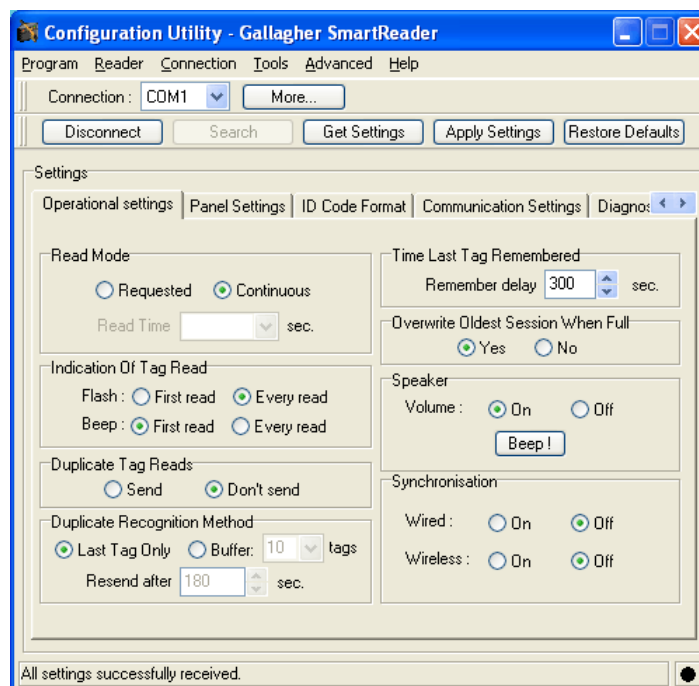 Configuration Utility - Gallagher SmartReader
Program Reader Connection Tools Advanced Help
Connection : COM1 More...
Disconnect Search Get Settings Apply Settings Restore Defaults
Settings
Operational settings Panel Settings ID Code Format Communication Settings Diagnos
Read Mode
Requested Continuous
Read Time sec.
Indication Of Tag Read
Flash : First read Every read
Beep : First read Every read
Duplicate Tag Reads
Send Don't send
Duplicate Recognition Method
Last Tag Only Buffer: 10 tags
Resend after 180 sec.
Time Last Tag Remembered
Remember delay 300 sec.
Overwrite Oldest Session When Full
Yes No
Speaker
Volume : On Off
Beep !
Synchronisation
Wired : On Off
Wireless : On Off
All settings successfully received.